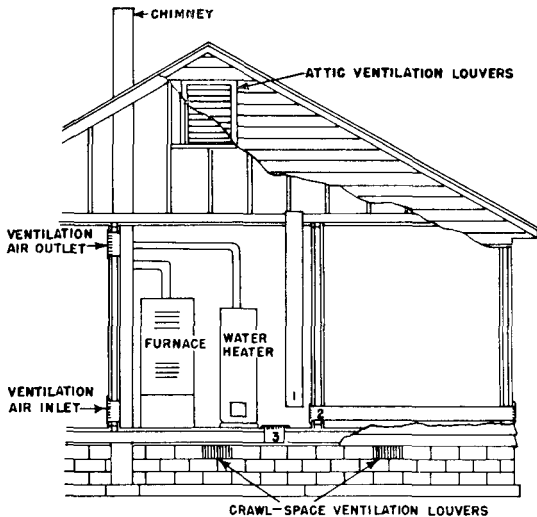 CHIMNEY
ATTIC VENTILATION LOUVERS
VENTILATION
AIR OUTLET
FURNACE
WATER
HEATER
VENTILATION
AIR INLET
1
2
3
CRAWL-SPACE VENTILATION LOUVERS